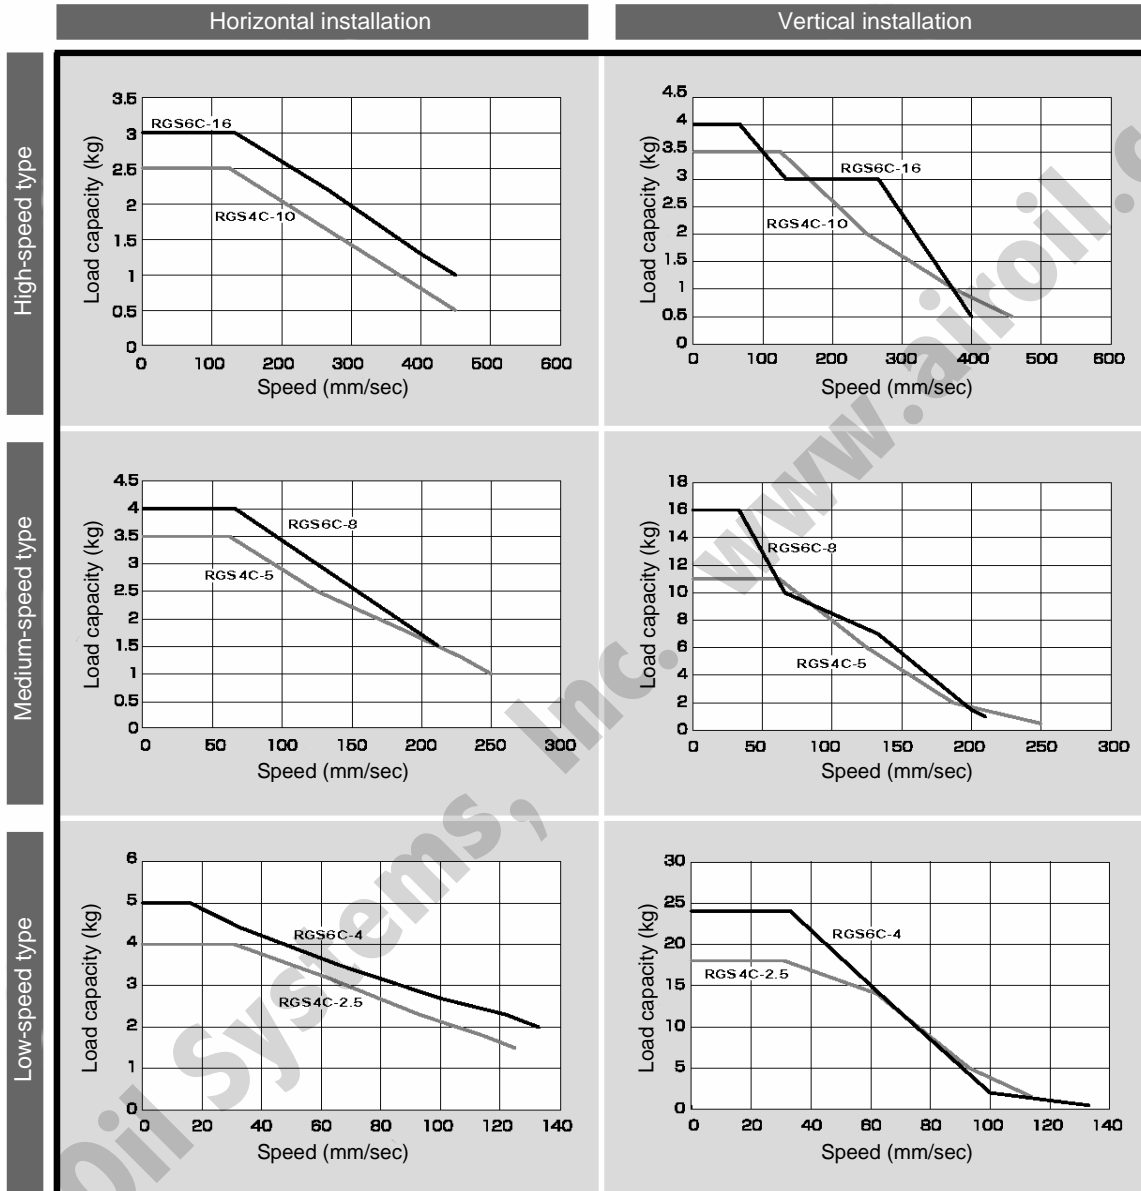 Horizontal installation
Vertical installation
High-speed type
Load capacity (kg)
3.5
3
2.5
2
1.5
1
0.5
0
RGS6C-16
RGS4C-10
0 100 200 300 400 500 600
Speed (mm/sec)
Load capacity (kg)
4.5
4
3.5
3
2.5
2
1.5
1
0.5
0
RGS6C-16
RGS4C-10
0 100 200 300 400 500 600
Speed (mm/sec)
Medium-speed type
Load capacity (kg)
4.5
4
3.5
3
2.5
2
1.5
1
0.5
0
RGS6C-8
RGS4C-5
0 50 100 150 200 250 300
Speed (mm/sec)
Load capacity (kg)
18
16
14
12
10
8
6
4
2
0
RGS6C-8
RGS4C-5
0 50 100 150 200 250 300
Speed (mm/sec)
Low-speed type
Load capacity (kg)
6
5
4
3
2
1
0
RGS6C-4
RGS4C-2.5
0 20 40 60 80 100 120 140
Speed (mm/sec)
Load capacity (kg)
30
25
20
15
10
5
0
RGS6C-4
RGS4C-2.5
0 20 40 60 80 100 120 140
Speed (mm/sec)
Oil Systems, Inc. www.airoil.c